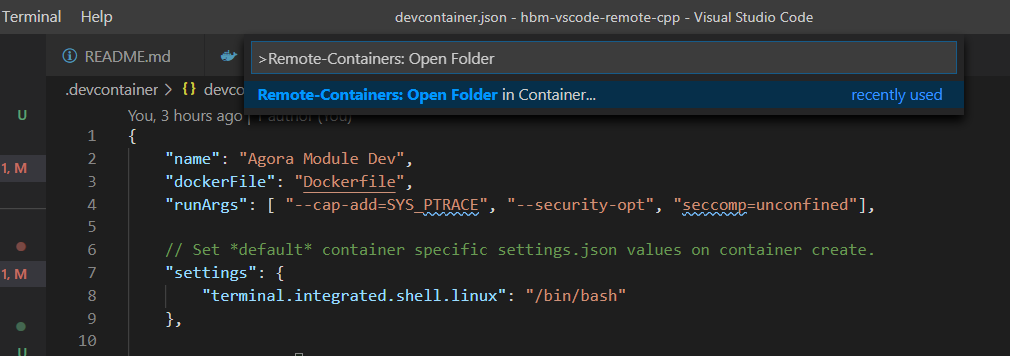 Terminal Help devcontainer.json - hbm-vscode-remote-cpp - Visual Studio Code
README.md
>Remote-Containers: Open Folder
.devcontainer > {} devco
Remote-Containers: Open Folder in Container... recently used
You, 3 hours ago | 1 author (You)
U
1 {
2 "name": "Agora Module Dev",
1, M
3 "dockerFile": "Dockerfile",
4 "runArgs": [ "--cap-add=SYS_PTRACE", "--security-opt", "seccomp=unconfined"],
5
6 // Set *default* container specific settings.json values on container create.
1, M
7 "settings": {
8 "terminal.integrated.shell.linux": "/bin/bash"
9 },
10
U